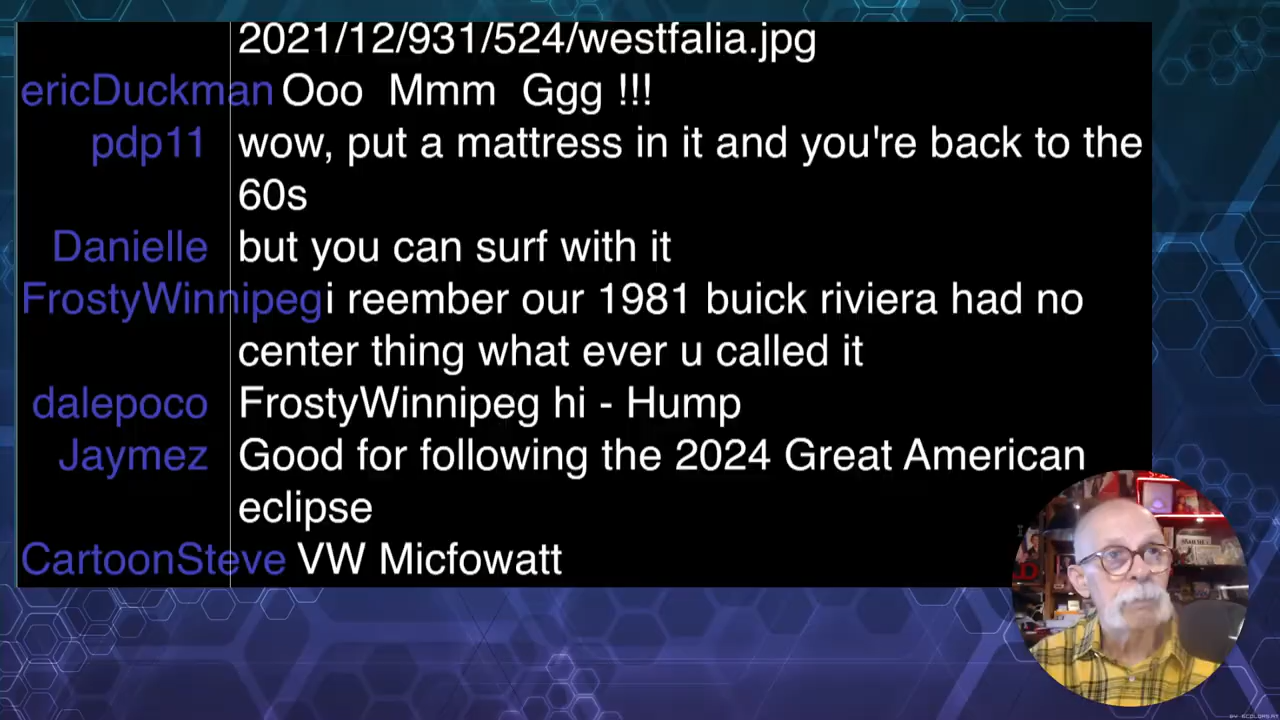 2021/12/931/524/westfalia.jpg
ericDuckman Ooo Mmm Ggg !!!
pdp11 wow, put a mattress in it and you're back to the
60s
Danielle but you can surf with it
FrostyWinnipeg i reember our 1981 buick riviera had no
center thing what ever u called it
dalepoco FrostyWinnipeg hi - Hump
Jaymez Good for following the 2024 Great American
eclipse
CartoonSteve VW Micfowatt